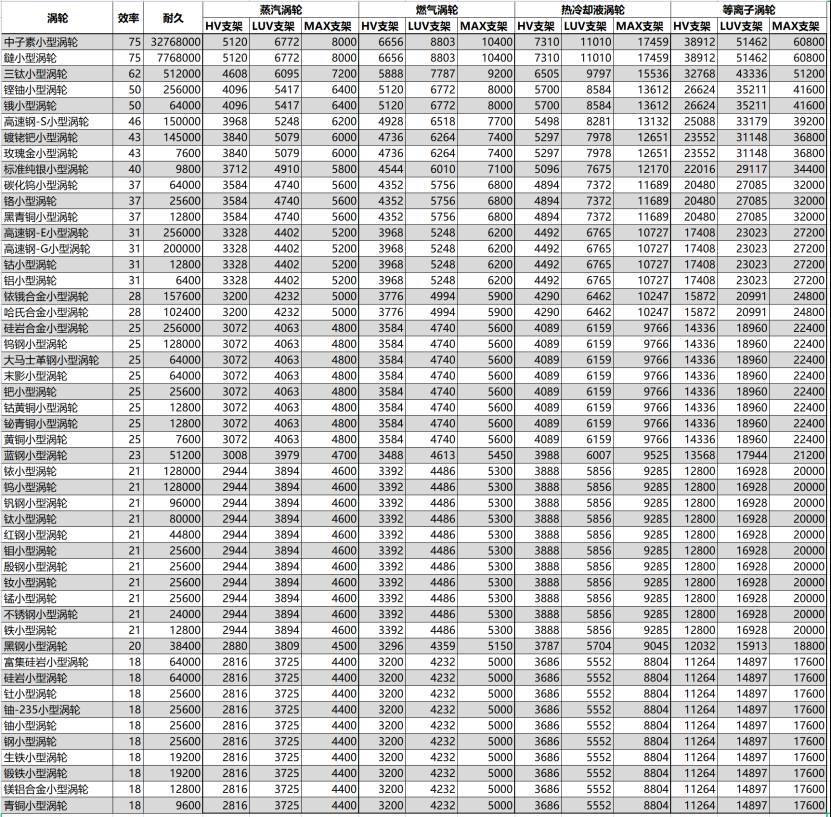 涡轮 效率 耐久 蒸汽涡轮 燃气涡轮 热冷却液涡轮 等离子涡轮
HV支架 LUV支架 MAX支架 HV支架 LUV支架 MAX支架 HV支架 LUV支架 MAX支架 HV支架 LUV支架 MAX支架
中子素小型涡轮 75 32768000 5120 6772 8000 6656 8803 10400 7310 11010 17459 38912 51462 60800
鐩小型涡轮 75 7768000 5120 6772 8000 6656 8803 10400 7310 11010 17459 38912 51462 60800
三钛小型涡轮 62 512000 4608 6095 7200 5888 7787 9200 6505 9797 15536 32768 43336 51200
铿铀小型涡轮 50 256000 4096 5417 6400 5120 6772 8000 5700 8584 13612 26624 35211 41600
锇小型涡轮 50 64000 4096 5417 6400 5120 6772 8000 5700 8584 13612 26624 35211 41600
高速钢-S小型涡轮 46 150000 3968 5248 6200 4928 6518 7700 5498 8281 13132 25088 33179 39200
镀铑钯小型涡轮 43 145000 3840 5079 6000 4736 6264 7400 5297 7978 12651 23552 31148 36800
玫瑰金小型涡轮 43 7600 3840 5079 6000 4736 6264 7400 5297 7978 12651 23552 31148 36800
标准纯银小型涡轮 40 9800 3712 4910 5800 4544 6010 7100 5096 7675 12170 22016 29117 34400
碳化钨小型涡轮 37 64000 3584 4740 5600 4352 5756 6800 4894 7372 11689 20480 27085 32000
铬小型涡轮 37 25600 3584 4740 5600 4352 5756 6800 4894 7372 11689 20480 27085 32000
黑青铜小型涡轮 37 12800 3584 4740 5600 4352 5756 6800 4894 7372 11689 20480 27085 32000
高速钢-E小型涡轮 31 256000 3328 4402 5200 3968 5248 6200 4492 6765 10727 17408 23023 27200
高速钢-G小型涡轮 31 200000 3328 4402 5200 3968 5248 6200 4492 6765 10727 17408 23023 27200
钴小型涡轮 31 12800 3328 4402 5200 3968 5248 6200 4492 6765 10727 17408 23023 27200
铝小型涡轮 31 6400 3328 4402 5200 3968 5248 6200 4492 6765 10727 17408 23023 27200
铱锇合金小型涡轮 28 157600 3200 4232 5000 3776 4994 5900 4290 6462 10247 15872 20991 24800
哈氏合金小型涡轮 28 102400 3200 4232 5000 3776 4994 5900 4290 6462 10247 15872 20991 24800
硅岩合金小型涡轮 25 256000 3072 4063 4800 3584 4740 5600 4089 6159 9766 14336 18960 22400
钨钢小型涡轮 25 128000 3072 4063 4800 3584 4740 5600 4089 6159 9766 14336 18960 22400
大马士革钢小型涡轮 25 64000 3072 4063 4800 3584 4740 5600 4089 6159 9766 14336 18960 22400
末影小型涡轮 25 64000 3072 4063 4800 3584 4740 5600 4089 6159 9766 14336 18960 22400
钯小型涡轮 25 25600 3072 4063 4800 3584 4740 5600 4089 6159 9766 14336 18960 22400
钴黄铜小型涡轮 25 12800 3072 4063 4800 3584 4740 5600 4089 6159 9766 14336 18960 22400
铋青铜小型涡轮 25 12800 3072 4063 4800 3584 4740 5600 4089 6159 9766 14336 18960 22400
黄铜小型涡轮 25 7600 3072 4063 4800 3584 4740 5600 4089 6159 9766 14336 18960 22400
蓝钢小型涡轮 23 51200 3008 3979 4700 3488 4613 5450 3988 6007 9525 13568 17944 21200
铱小型涡轮 21 128000 2944 3894 4600 3392 4486 5300 3888 5856 9285 12800 16928 20000
钨小型涡轮 21 128000 2944 3894 4600 3392 4486 5300 3888 5856 9285 12800 16928 20000
钒钢小型涡轮 21 96000 2944 3894 4600 3392 4486 5300 3888 5856 9285 12800 16928 20000
钛小型涡轮 21 80000 2944 3894 4600 3392 4486 5300 3888 5856 9285 12800 16928 20000
红钢小型涡轮 21 44800 2944 3894 4600 3392 4486 5300 3888 5856 9285 12800 16928 20000
钼小型涡轮 21 25600 2944 3894 4600 3392 4486 5300 3888 5856 9285 12800 16928 20000
殷钢小型涡轮 21 25600 2944 3894 4600 3392 4486 5300 3888 5856 9285 12800 16928 20000
钕小型涡轮 21 25600 2944 3894 4600 3392 4486 5300 3888 5856 9285 12800 16928 20000
锰小型涡轮 21 25600 2944 3894 4600 3392 4486 5300 3888 5856 9285 12800 16928 20000
不锈钢小型涡轮 21 24000 2944 3894 4600 3392 4486 5300 3888 5856 9285 12800 16928 20000
铁小型涡轮 21 12800 2944 3894 4600 3392 4486 5300 3888 5856 9285 12800 16928 20000
黑钢小型涡轮 20 38400 2880 3809 4500 3296 4359 5150 3787 5704 9045 12032 15913 18800
富集硅岩小型涡轮 18 64000 2816 3725 4400 3200 4232 5000 3686 5552 8804 11264 14897 17600
硅岩小型涡轮 18 64000 2816 3725 4400 3200 4232 5000 3686 5552 8804 11264 14897 17600
钍小型涡轮 18 25600 2816 3725 4400 3200 4232 5000 3686 5552 8804 11264 14897 17600
铀-235小型涡轮 18 25600 2816 3725 4400 3200 4232 5000 3686 5552 8804 11264 14897 17600
铀小型涡轮 18 25600 2816 3725 4400 3200 4232 5000 3686 5552 8804 11264 14897 17600
钢小型涡轮 18 25600 2816 3725 4400 3200 4232 5000 3686 5552 8804 11264 14897 17600
生铁小型涡轮 18 19200 2816 3725 4400 3200 4232 5000 3686 5552 8804 11264 14897 17600
锻铁小型涡轮 18 19200 2816 3725 4400 3200 4232 5000 3686 5552 8804 11264 14897 17600
镁铝合金小型涡轮 18 12800 2816 3725 4400 3200 4232 5000 3686 5552 8804 11264 14897 17600
青铜小型涡轮 18 9600 2816 3725 4400 3200 4232 5000 3686 5552 8804 11264 14897 17600